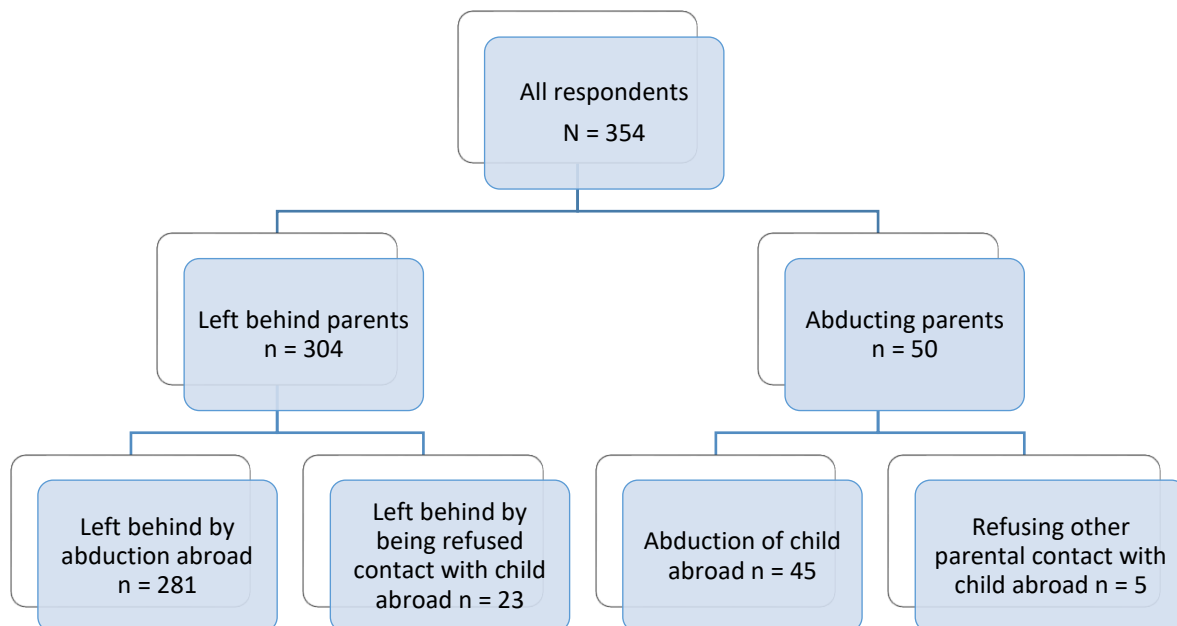 All respondents
N = 354
Left behind parents
n = 304
Abducting parents
n = 50
Left behind by
abduction abroad
n = 281
Left behind by
being refused
contact with child
abroad n = 23
Abduction of child
abroad n = 45
Refusing other
parental contact with
child abroad n = 5